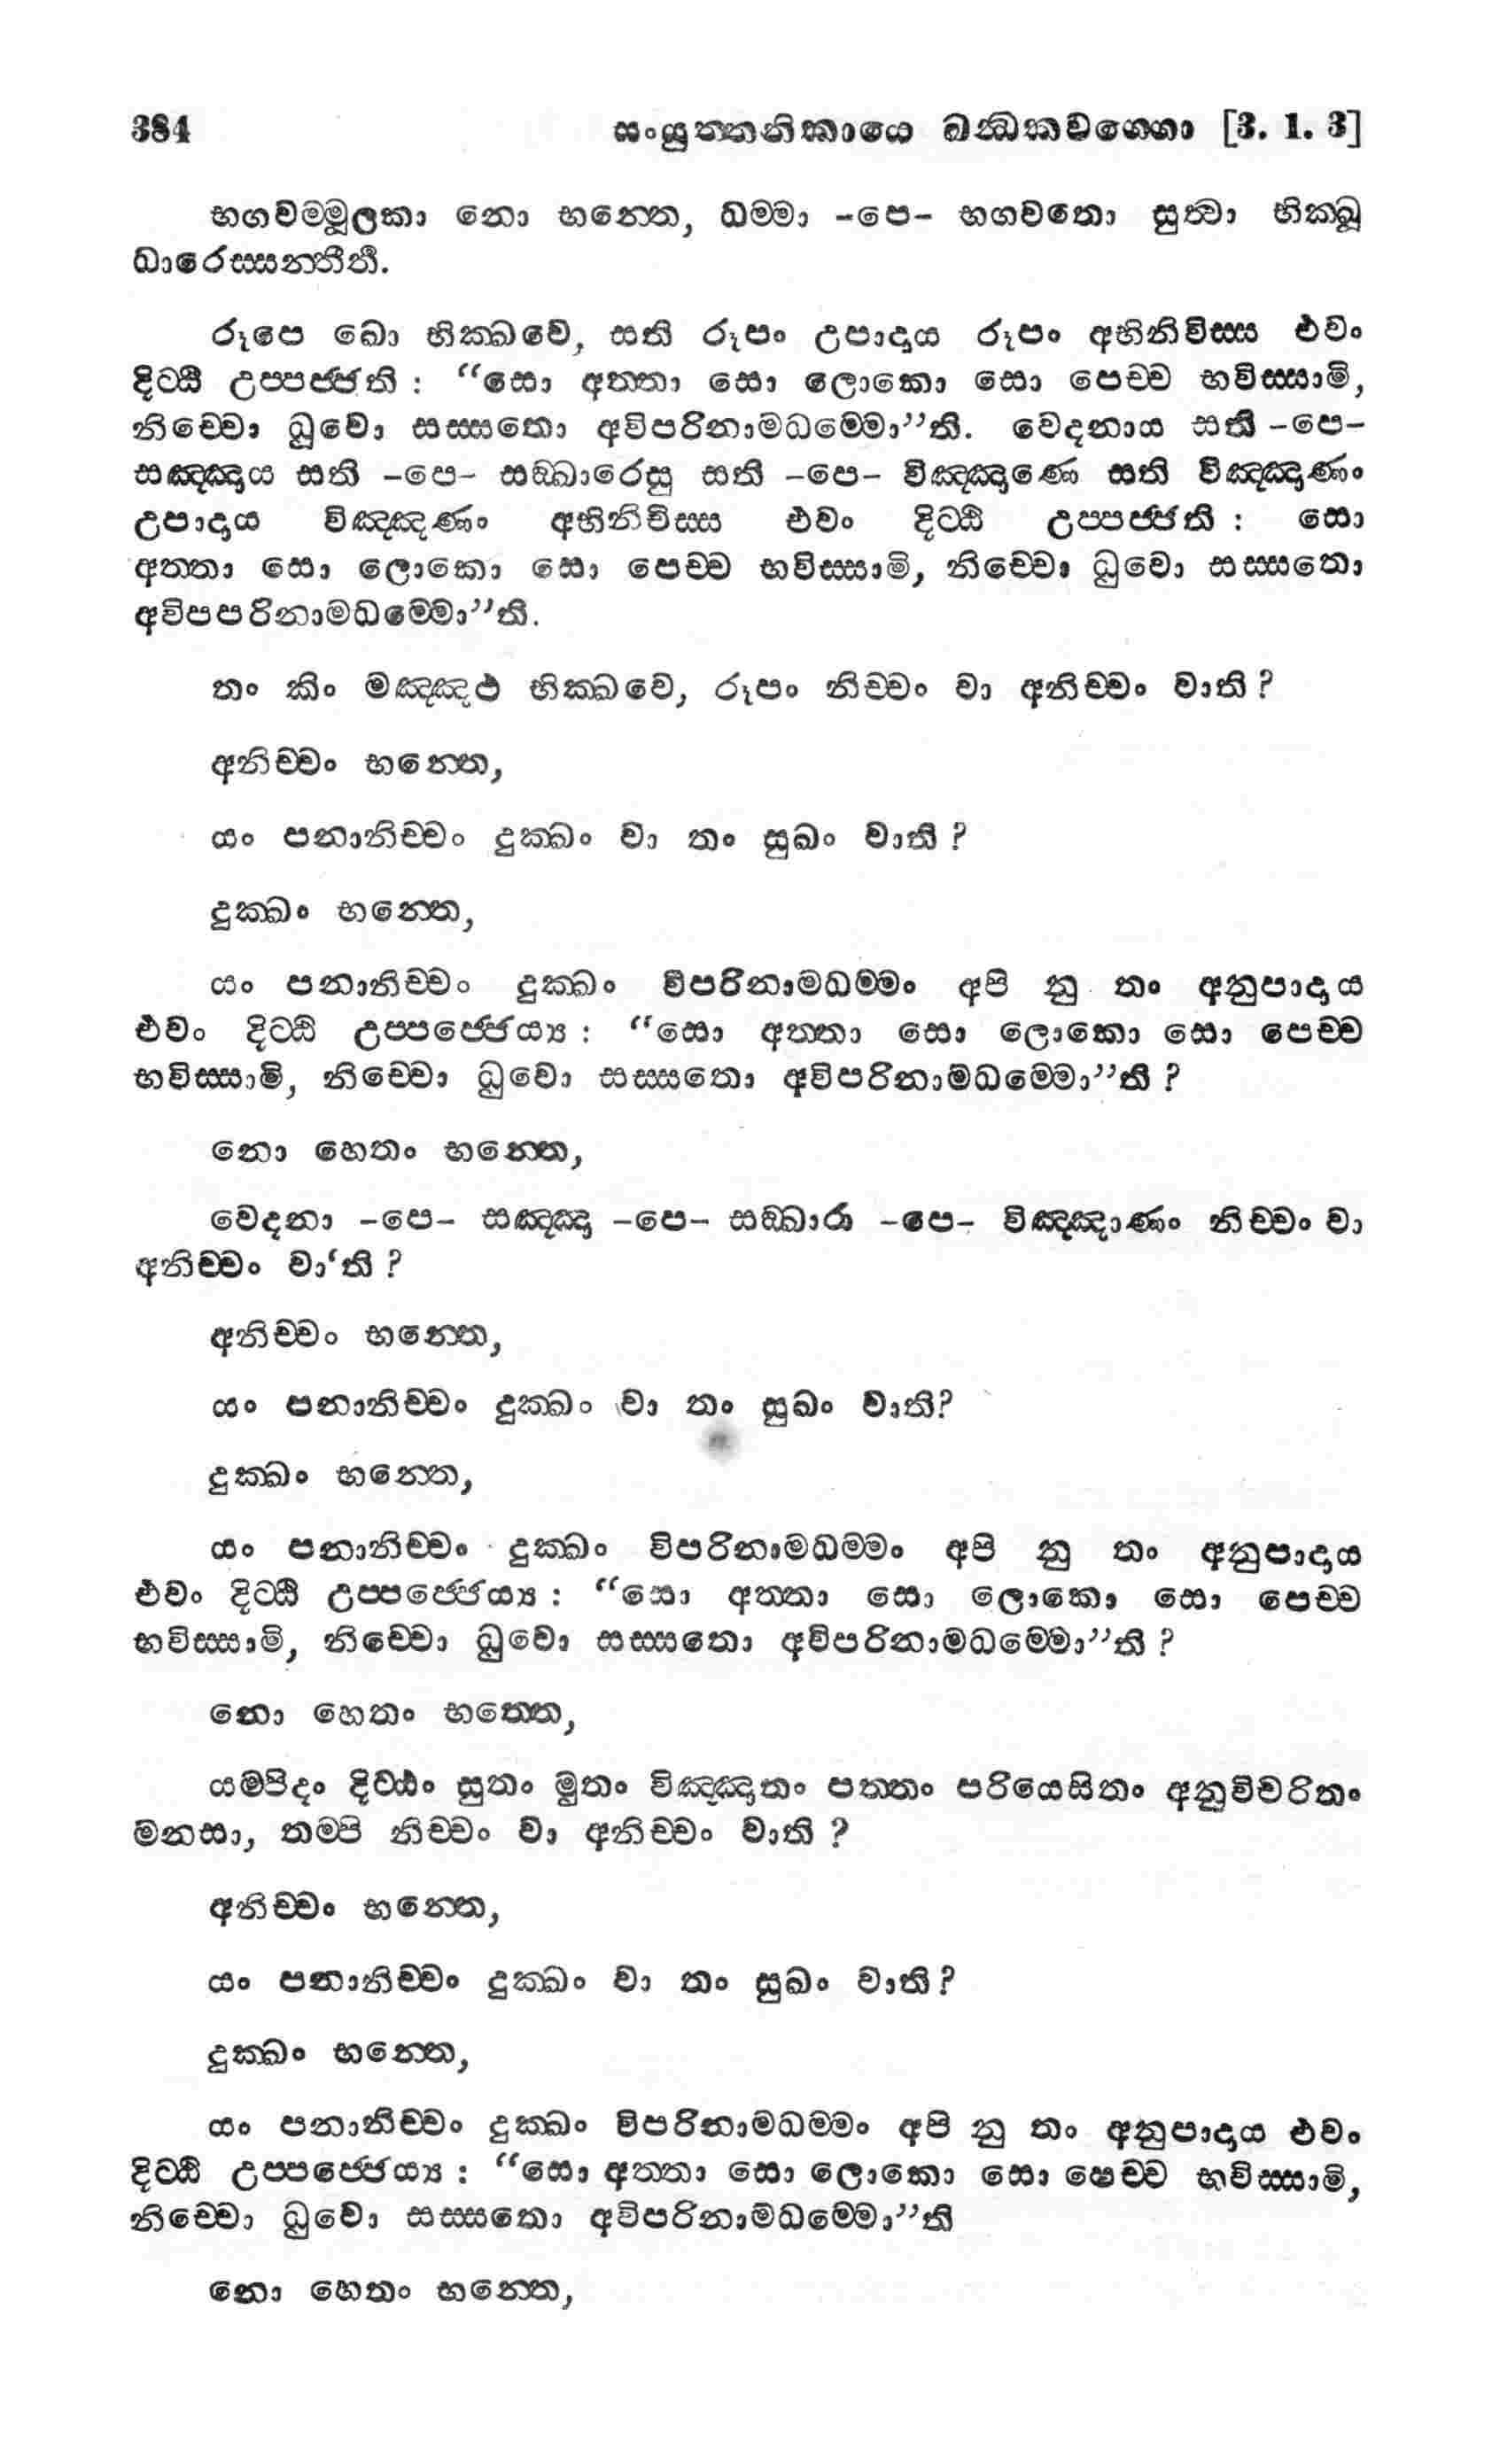 384 සංයුත්තනිකායෙ ඛන්ධකවග්ගො [3. 1. 3]
භගවම්මූලකා නො භන්තෙ, ධම්මා -පෙ- භගවතො සුත්වා භික්ඛූ
ධාරෙස්සන්තීති.
රූපෙ ඛො භික්ඛවෙ, සති රූපං උපාදාය රූපං අභිනිවිස්ස එවං
දිට්ඨි උප්පජ්ජති : “සො අත්තා සො ලොකො සො පෙච්ච භවිස්සාමි,
නිච්චො ධූවො සස්සතො අවිපරිනාමධම්මො”ති. වෙදනාය සති -පෙ-
සඤ්ඤාය සති -පෙ- සඞ්ඛාරෙසු සති -පෙ- විඤ්ඤාණෙ සති විඤ්ඤාණං
උපාදාය විඤ්ඤණං අභිනිවිස්ස එවං දිට්ඨි උප්පජ්ජති : සො
අත්තා සො ලොකො සො පෙච්ච භවිස්සාමි, නිච්චො ධුවො සස්සතො
අවිපපරිනාමධම්මො”ති.
තං කිං මඤ්ඤථ භික්ඛවෙ, රූපං නිච්චං වා අනිච්චං වාති?
අනිච්චං භන්තෙ,
යං පනානිච්චං දුක්ඛං වා තං සුඛං වාති ?
දුක්ඛං භන්තෙ,
යං පනානිච්චං දුක්ඛං විපරිනාමධම්මං අපි නු තං අනුපාදාය
එවං දිට්ඨි උප්පජ්ජෙය්‍ය : “සො අත්තා සො ලොකො සො පෙච්ච
භවිස්සාමි, නිච්චො ධුවො සස්සතො අවිපරිනාමධම්මො”ති ?
නො හෙතං භන්තෙ,
වෙදනා -පෙ- සඤ්ඤා -පෙ- සඞ්ඛාරා -පෙ- විඤ්ඤාණං නිච්චං වා
අනිච්චං වා‘ති ?
අනිච්චං භන්තෙ,
යං පනානිච්චං දුක්ඛං වා තං සුඛං වාති?
දුක්ඛං භන්තෙ,
යං පනානිච්චං දුක්ඛං විපරිනාමධම්මං අපි නු තං අනුපාදාය
එවං දිට්ඨි උප්පජ්ජෙය්‍ය : “සො අත්තා සො ලොකො සො පෙච්ච
භවිස්සාමි, නිච්චො ධුවො සස්සතො අවිපරිනාමධම්මො”ති ?
නො හෙතං භත්තෙ,
යම්පිදං දිට්ඨං සුතං මුතං විඤ්ඤාතං පත්තං පරියෙසිතං අනුවිචරිතං
මනසා, තම්පි නිච්චං වා අනිච්චං වාති ?
අනිච්චං භන්තෙ,
යං පනානිච්චං දුක්ඛං වා තං සුඛං වාති?
දුක්ඛං භන්තෙ,
යං පනානිච්චං දුක්ඛං විපරිනාමධම්මං අපි නු තං අනුපාදාය එවං
දිට්ඨි උප්පජ්ජෙය්‍ය : “සො අත්තා සො ලොකො සො පෙච්ච භවිස්සාමි,
නිච්චො ධුවො සස්සතො අවිපරිනාමධම්මො”ති
නො හෙතං භන්තෙ,